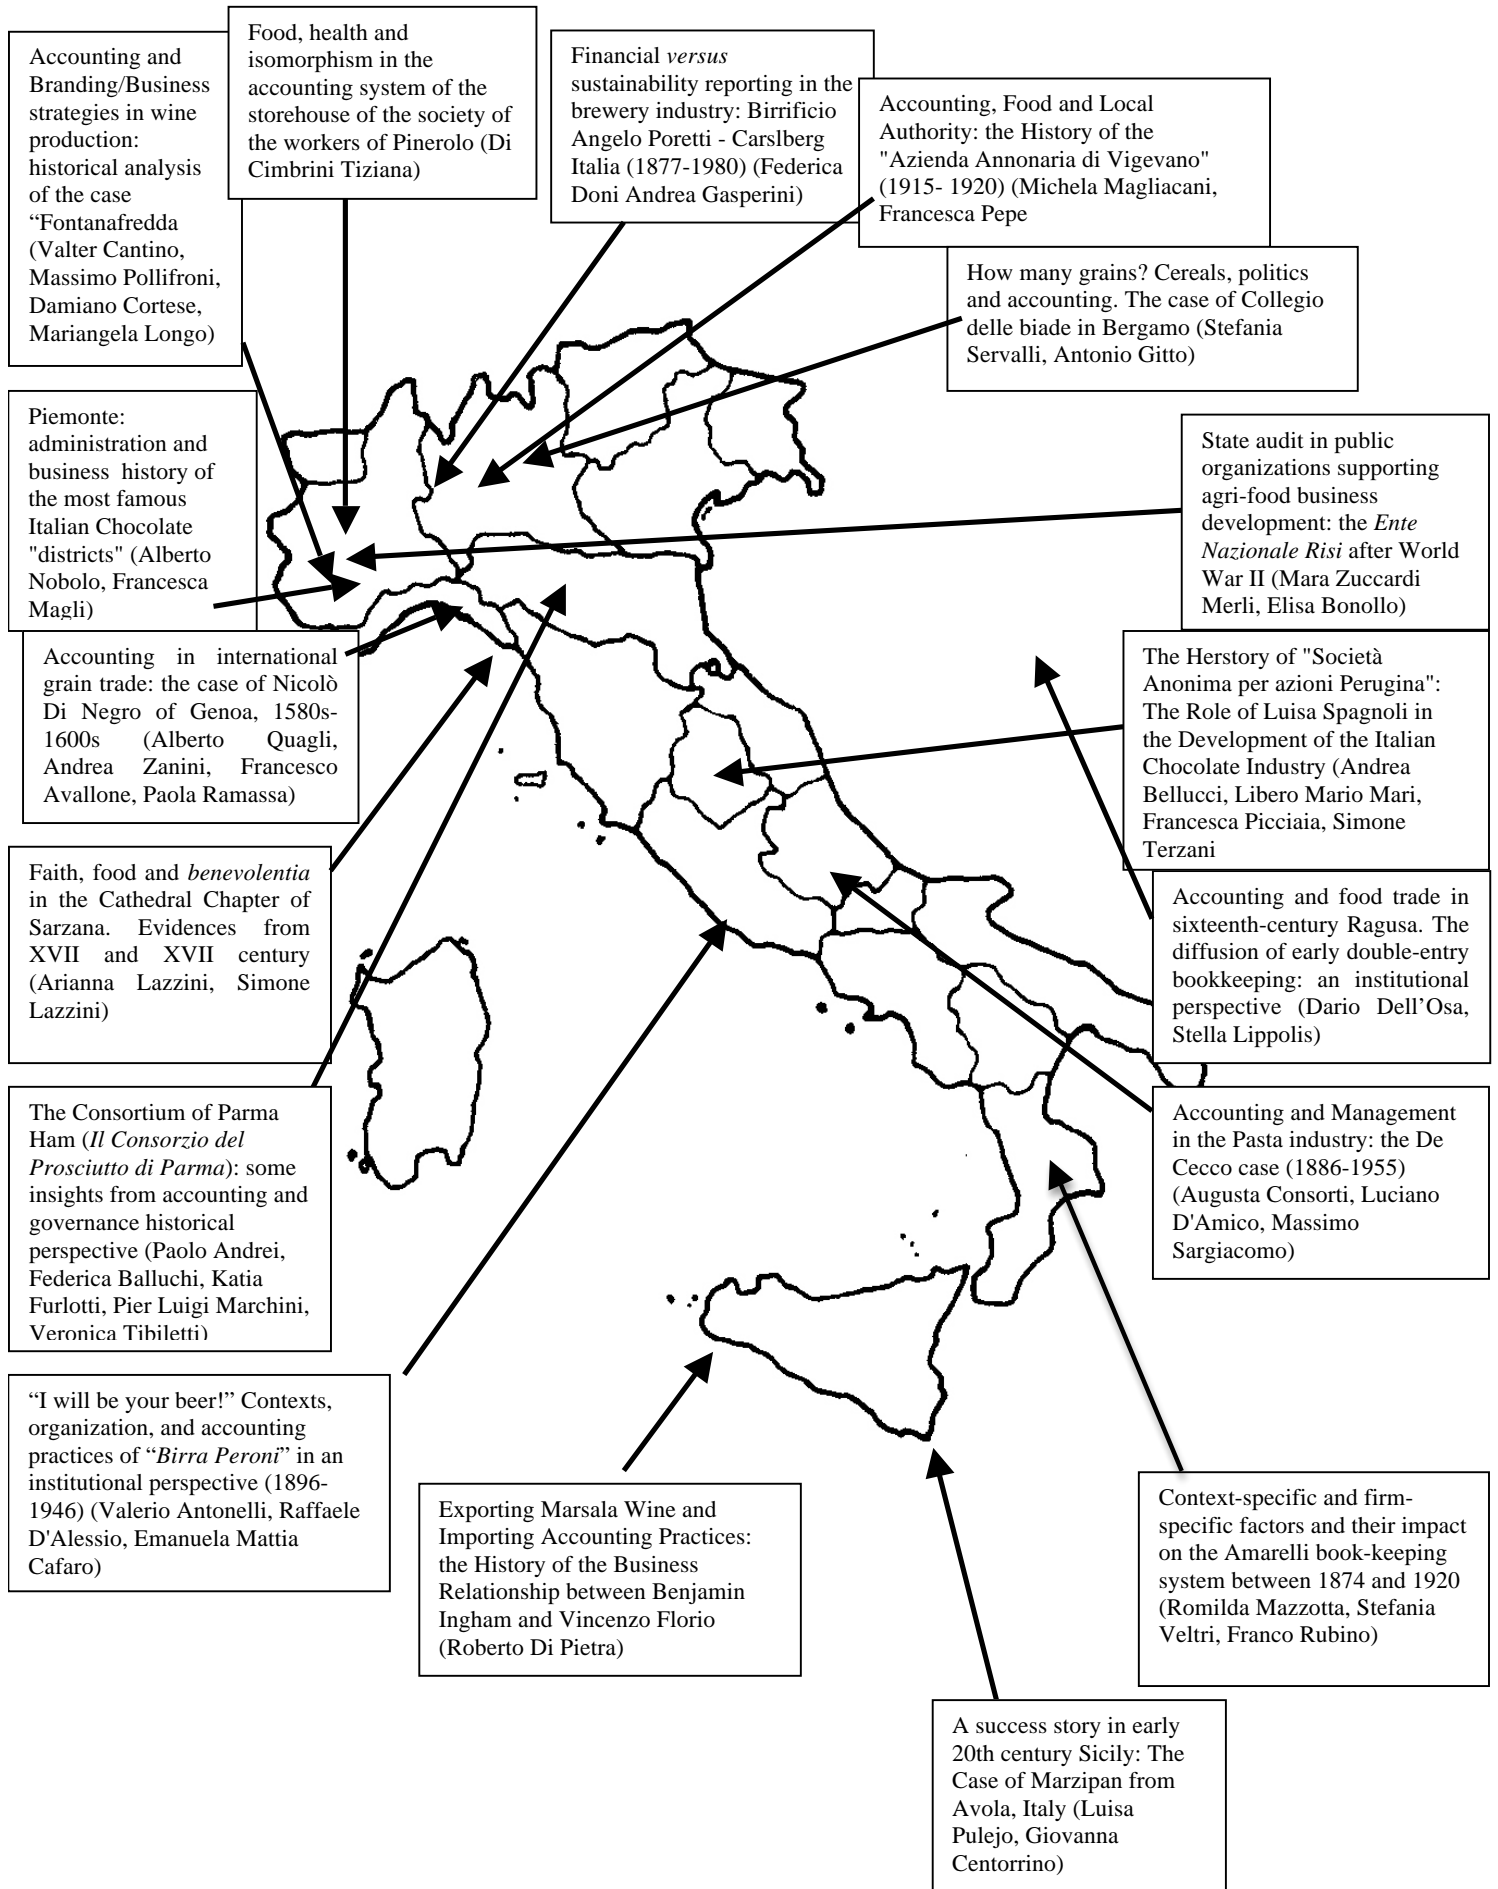 Accounting and
Branding/Business
strategies in wine
production:
historical analysis
of the case
“Fontanafredda
(Valter Cantino,
Massimo Pollifroni,
Damiano Cortese,
Mariangela Longo)
Food, health and
isomorphism in the
accounting system of the
storehouse of the society of
the workers of Pinerolo (Di
Cimbrini Tiziana)
Financial versus
sustainability reporting in the
brewery industry: Birrificio
Angelo Poretti - Carslberg
Italia (1877-1980) (Federica
Doni Andrea Gasperini)
Accounting, Food and Local
Authority: the History of the
"Azienda Annonaria di Vigevano"
(1915- 1920) (Michela Magliacani,
Francesca Pepe
How many grains? Cereals, politics
and accounting. The case of Collegio
delle biade in Bergamo (Stefania
Servalli, Antonio Gitto)
Piemonte:
administration and
business history of
the most famous
Italian Chocolate
"districts" (Alberto
Nobolo, Francesca
Magli)
State audit in public
organizations supporting
agri-food business
development: the Ente
Nazionale Risi after World
War II (Mara Zuccardi
Merli, Elisa Bonollo)
Accounting in international
grain trade: the case of Nicolò
Di Negro of Genoa, 1580s-
1600s (Alberto Quagli,
Andrea Zanini, Francesco
Avallone, Paola Ramassa)
The Herstory of "Società
Anonima per azioni Perugina":
The Role of Luisa Spagnoli in
the Development of the Italian
Chocolate Industry (Andrea
Bellucci, Libero Mario Mari,
Francesca Picciaia, Simone
Terzani
Faith, food and benevolentia
in the Cathedral Chapter of
Sarzana. Evidences from
XVII and XVII century
(Arianna Lazzini, Simone
Lazzini)
Accounting and food trade in
sixteenth-century Ragusa. The
diffusion of early double-entry
bookkeeping: an institutional
perspective (Dario Dell’Osa,
Stella Lippolis)
The Consortium of Parma
Ham (Il Consorzio del
Prosciutto di Parma): some
insights from accounting and
governance historical
perspective (Paolo Andrei,
Federica Balluchi, Katia
Furlotti, Pier Luigi Marchini,
Veronica Tibiletti)
Accounting and Management
in the Pasta industry: the De
Cecco case (1886-1955)
(Augusta Consorti, Luciano
D'Amico, Massimo
Sargiacomo)
“I will be your beer!” Contexts,
organization, and accounting
practices of “Birra Peroni” in an
institutional perspective (1896-
1946) (Valerio Antonelli, Raffaele
D'Alessio, Emanuela Mattia
Cafaro)
Exporting Marsala Wine and
Importing Accounting Practices:
the History of the Business
Relationship between Benjamin
Ingham and Vincenzo Florio
(Roberto Di Pietra)
Context-specific and firm-
specific factors and their impact
on the Amarelli book-keeping
system between 1874 and 1920
(Romilda Mazzotta, Stefania
Veltri, Franco Rubino)
A success story in early
20th century Sicily: The
Case of Marzipan from
Avola, Italy (Luisa
Pulejo, Giovanna
Centorrino)